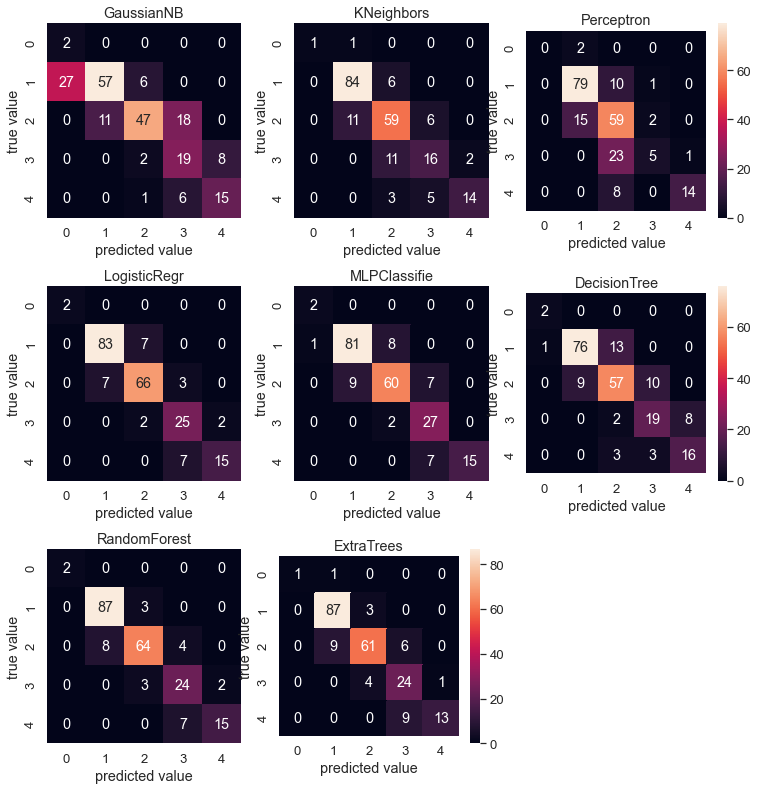 GaussianNB
true value
0 2 0 0 0 0
1 27 57 6 0 0
2 0 11 47 18 0
3 0 0 2 19 8
4 0 0 1 6 15
0 1 2 3 4
predicted value
KNeighbors
true value
0 1 1 0 0 0
1 0 84 6 0 0
2 0 11 59 6 0
3 0 0 11 16 2
4 0 0 3 5 14
0 1 2 3 4
predicted value
Perceptron
true value
0 0 2 0 0 0
1 0 79 10 1 0
2 0 15 59 2 0
3 0 0 23 5 1
4 0 0 8 0 14
0 1 2 3 4
predicted value
60
40
20
0
LogisticRegr
true value
0 2 0 0 0 0
1 0 83 7 0 0
2 0 7 66 3 0
3 0 0 2 25 2
4 0 0 0 7 15
0 1 2 3 4
predicted value
MLPClassifie
true value
0 2 0 0 0 0
1 1 81 8 0 0
2 0 9 60 7 0
3 0 0 2 27 0
4 0 0 0 7 15
0 1 2 3 4
predicted value
DecisionTree
true value
0 2 0 0 0 0
1 1 76 13 0 0
2 0 9 57 10 0
3 0 0 2 19 8
4 0 0 3 3 16
0 1 2 3 4
predicted value
60
40
20
0
RandomForest
true value
0 2 0 0 0 0
1 0 87 3 0 0
2 0 8 64 4 0
3 0 0 3 24 2
4 0 0 0 7 15
0 1 2 3 4
predicted value
ExtraTrees
true value
0 1 1 0 0 0
1 0 87 3 0 0
2 0 9 61 6 0
3 0 0 4 24 1
4 0 0 0 9 13
0 1 2 3 4
predicted value
80
60
40
20
0